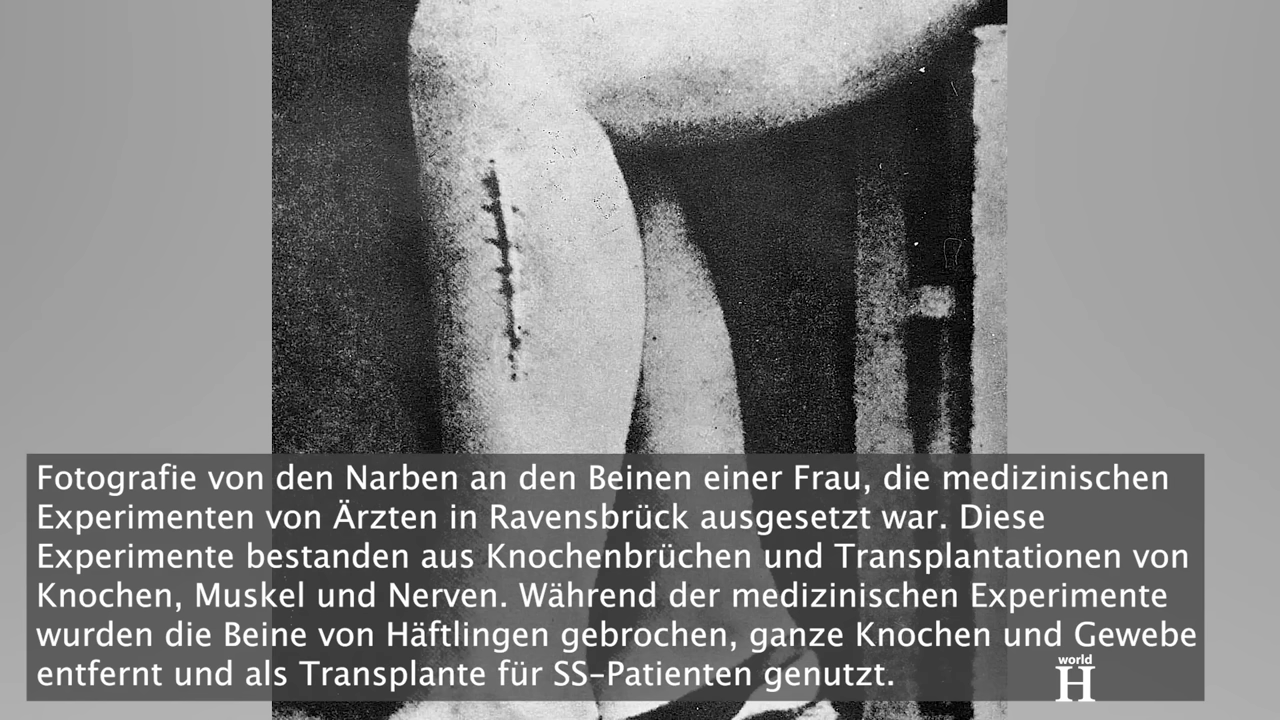 Fotografie von den Narben an den Beinen einer Frau, die medizinischen
Experimenten von Ärzten in Ravensbrück ausgesetzt war. Diese
Experimente bestanden aus Knochenbrüchen und Transplantationen von
Knochen, Muskel und Nerven. Während der medizinischen Experimente
wurden die Beine von Häftlingen gebrochen, ganze Knochen und Gewebe
entfernt und als Transplante für SS-Patienten genutzt.
world
H